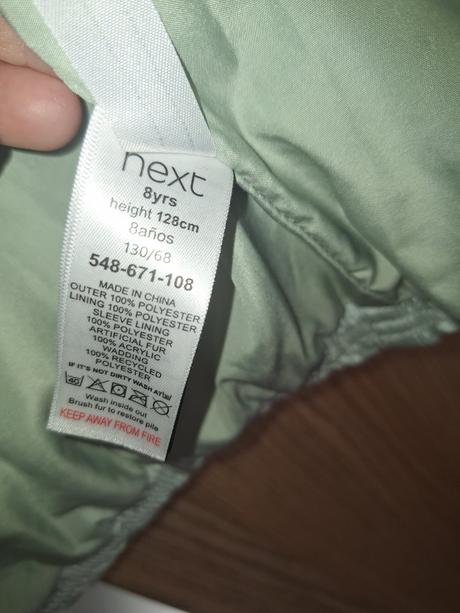 next
8yrs
height 128cm
8años
130/68
548-671-108
MADE IN CHINA
OUTER 100% POLYESTER
LINING 100% POLYESTER
SLEEVE LINING
100% POLYESTER
ARTIFICIAL FUR
100% ACRYLIC
WADDING
100% RECYCLED
POLYESTER
IF IT'S NOT DIRTY WASH AT
40
Wash inside out
Brush fur to restore pile
KEEP AWAY FROM FIRE